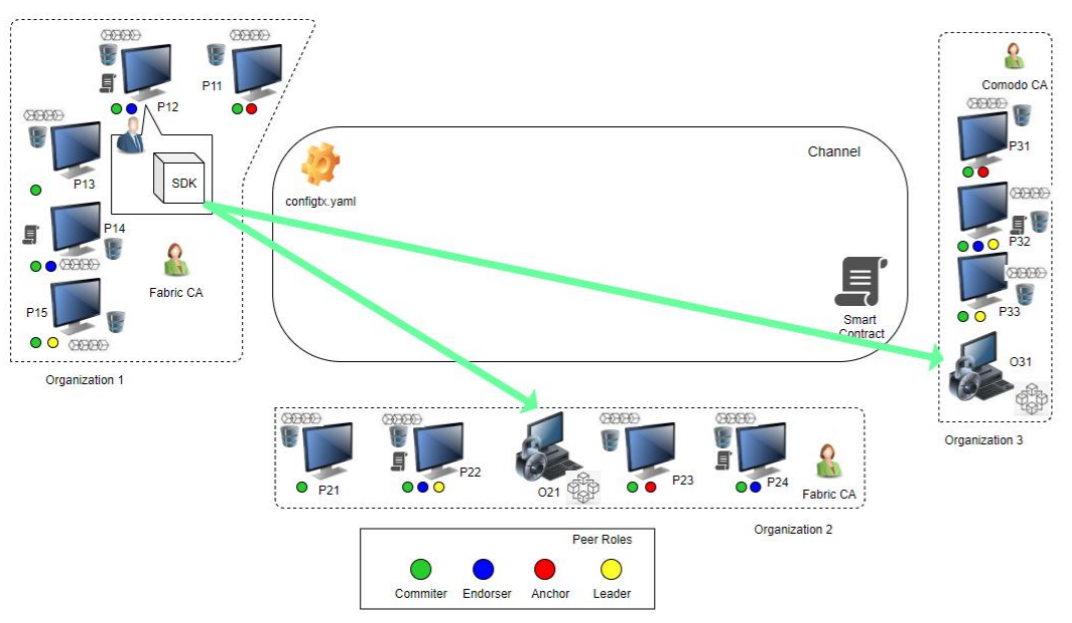 P12
P11
P13
SDK
P14
Fabric CA
P15
Organization 1
configtx.yaml
Channel
Smart
Contract
Comodo CA
P31
P32
P33
O31
Organization 3
P21
P22
O21
P23
P24
Fabric CA
Organization 2
Peer Roles
Commiter
Endorser
Anchor
Leader